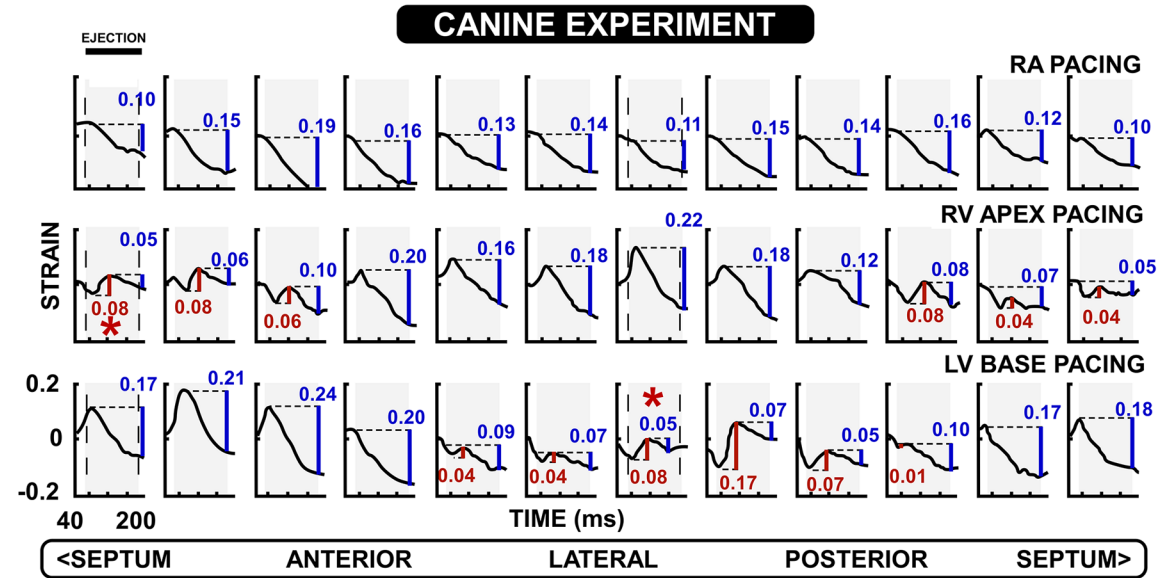 CANINE EXPERIMENT
EJECTION
RA PACING
0.10 0.15 0.19 0.16 0.13 0.14 0.11 0.15 0.14 0.16 0.12 0.10
RV APEX PACING
STRAIN
0.05 0.06 0.10 0.20 0.16 0.18 0.22 0.18 0.12 0.08 0.07 0.05
0.08 0.08 0.06 0.08 0.04 0.04
*
LV BASE PACING
0.2
0
-0.2
0.17 0.21 0.24 0.20 0.09 0.07 0.05 0.07 0.05 0.10 0.17 0.18
*
0.04 0.04 0.08 0.17 0.07 0.01
40 200
TIME (ms)
<SEPTUM ANTERIOR LATERAL POSTERIOR SEPTUM>